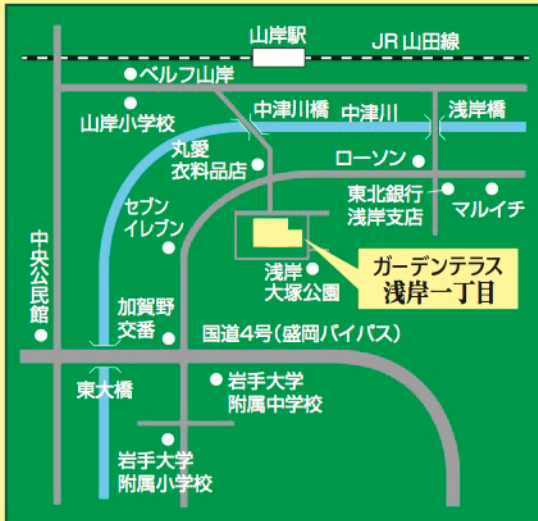 山岸駅
JR山田線
ベルフ山岸
山岸小学校
中津川橋
中津川
浅岸橋
丸愛
衣料品店
ローソン
東北銀行
浅岸支店
マルイチ
セブン
イレブン
中央公民館
浅岸
大塚公園
ガーデンテラス
浅岸一丁目
加賀野
交番
国道4号(盛岡バイパス)
東大橋
岩手大学
附属中学校
岩手大学
附属小学校